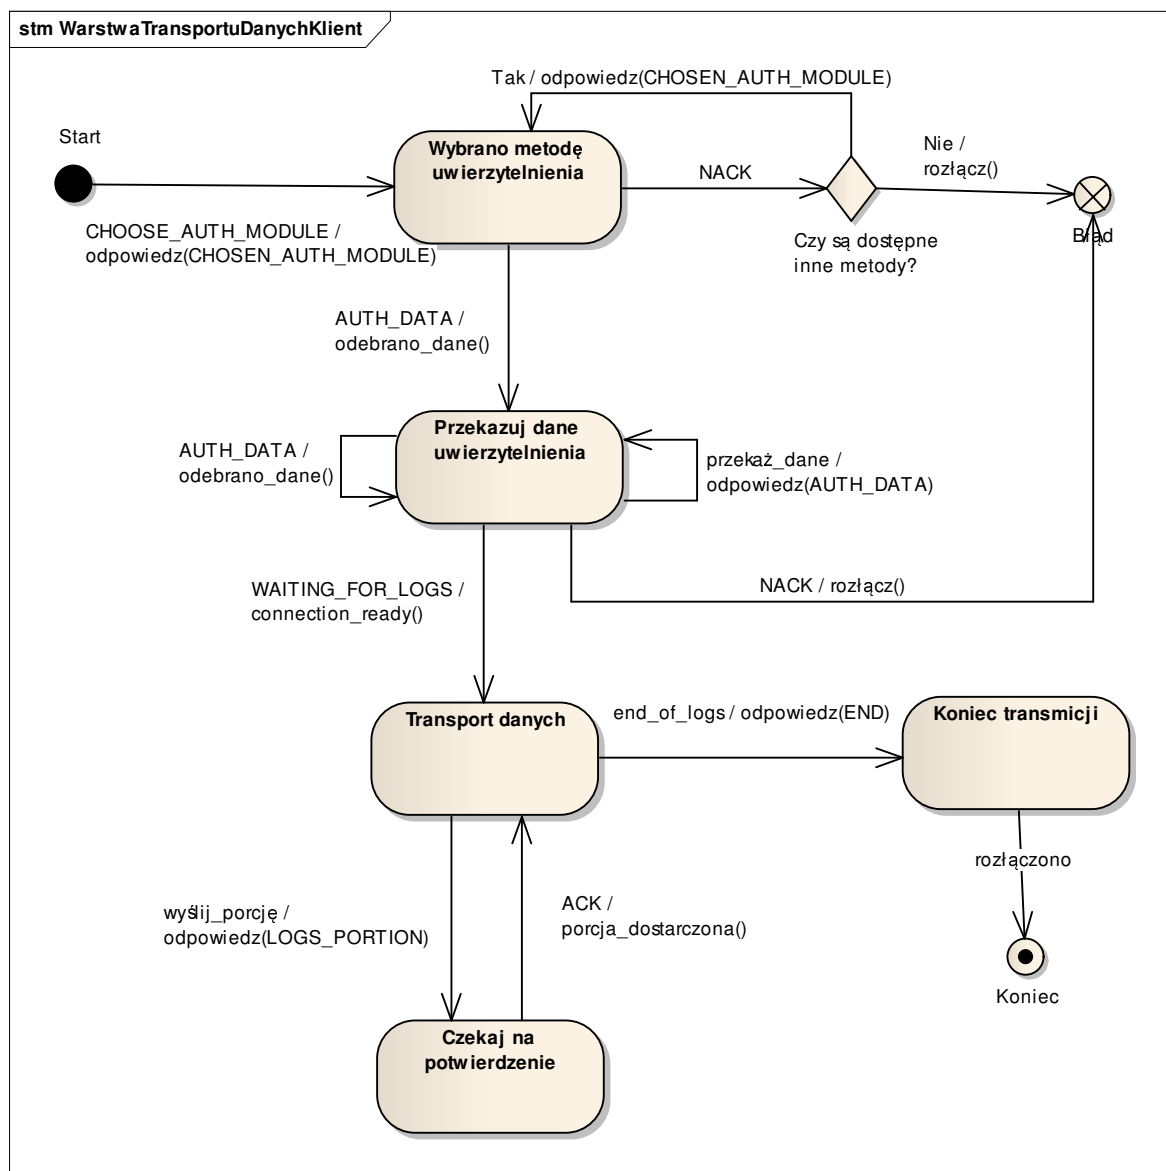 stm WarstwaTransportuDanychKlient
Tak / odpowiedz(CHOSEN_AUTH_MODULE)
Start
Wybrano metodę
uwierzytelnienia
NACK
Nie /
rozłącz()
CHOOSE_AUTH_MODULE /
odpowiedz(CHOSEN_AUTH_MODULE)
Czy są dostępne
inne metody?
Błąd
AUTH_DATA /
odebrano_dane()
Przekazuj dane
uwierzytelnienia
AUTH_DATA /
odebrano_dane()
przekaż_dane /
odpowiedz(AUTH_DATA)
WAITING_FOR_LOGS /
connection_ready()
NACK / rozłącz()
Transport danych
end_of_logs / odpowiedz(END)
Koniec transmicji
rozłączono
wyślij_porcję /
odpowiedz(LOGS_PORTION)
ACK /
porcja_dostarczona()
Koniec
Czekaj na
potwierdzenie